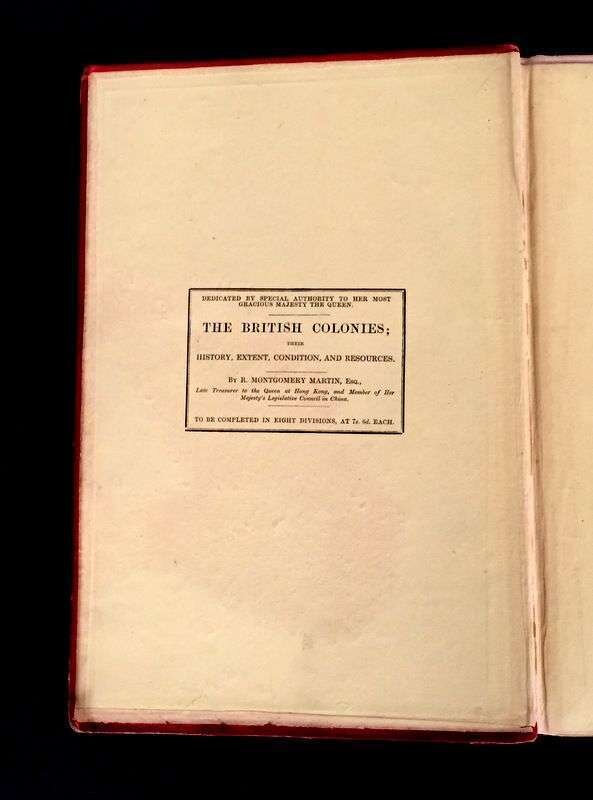 DEDICATED BY SPECIAL AUTHORITY TO HER MOST
GRACIOUS MAJESTY THE QUEEN.
THE BRITISH COLONIES;
THEIR
HISTORY, EXTENT, CONDITION, AND RESOURCES.
BY R. MONTGOMERY MARTIN, ESQ.,
Late Treasurer to the Queen at Hong Kong, and Member of Her
Majesty's Legislative Council in China.
TO BE COMPLETED IN EIGHT DIVISIONS, AT 7s. 6d. EACH.